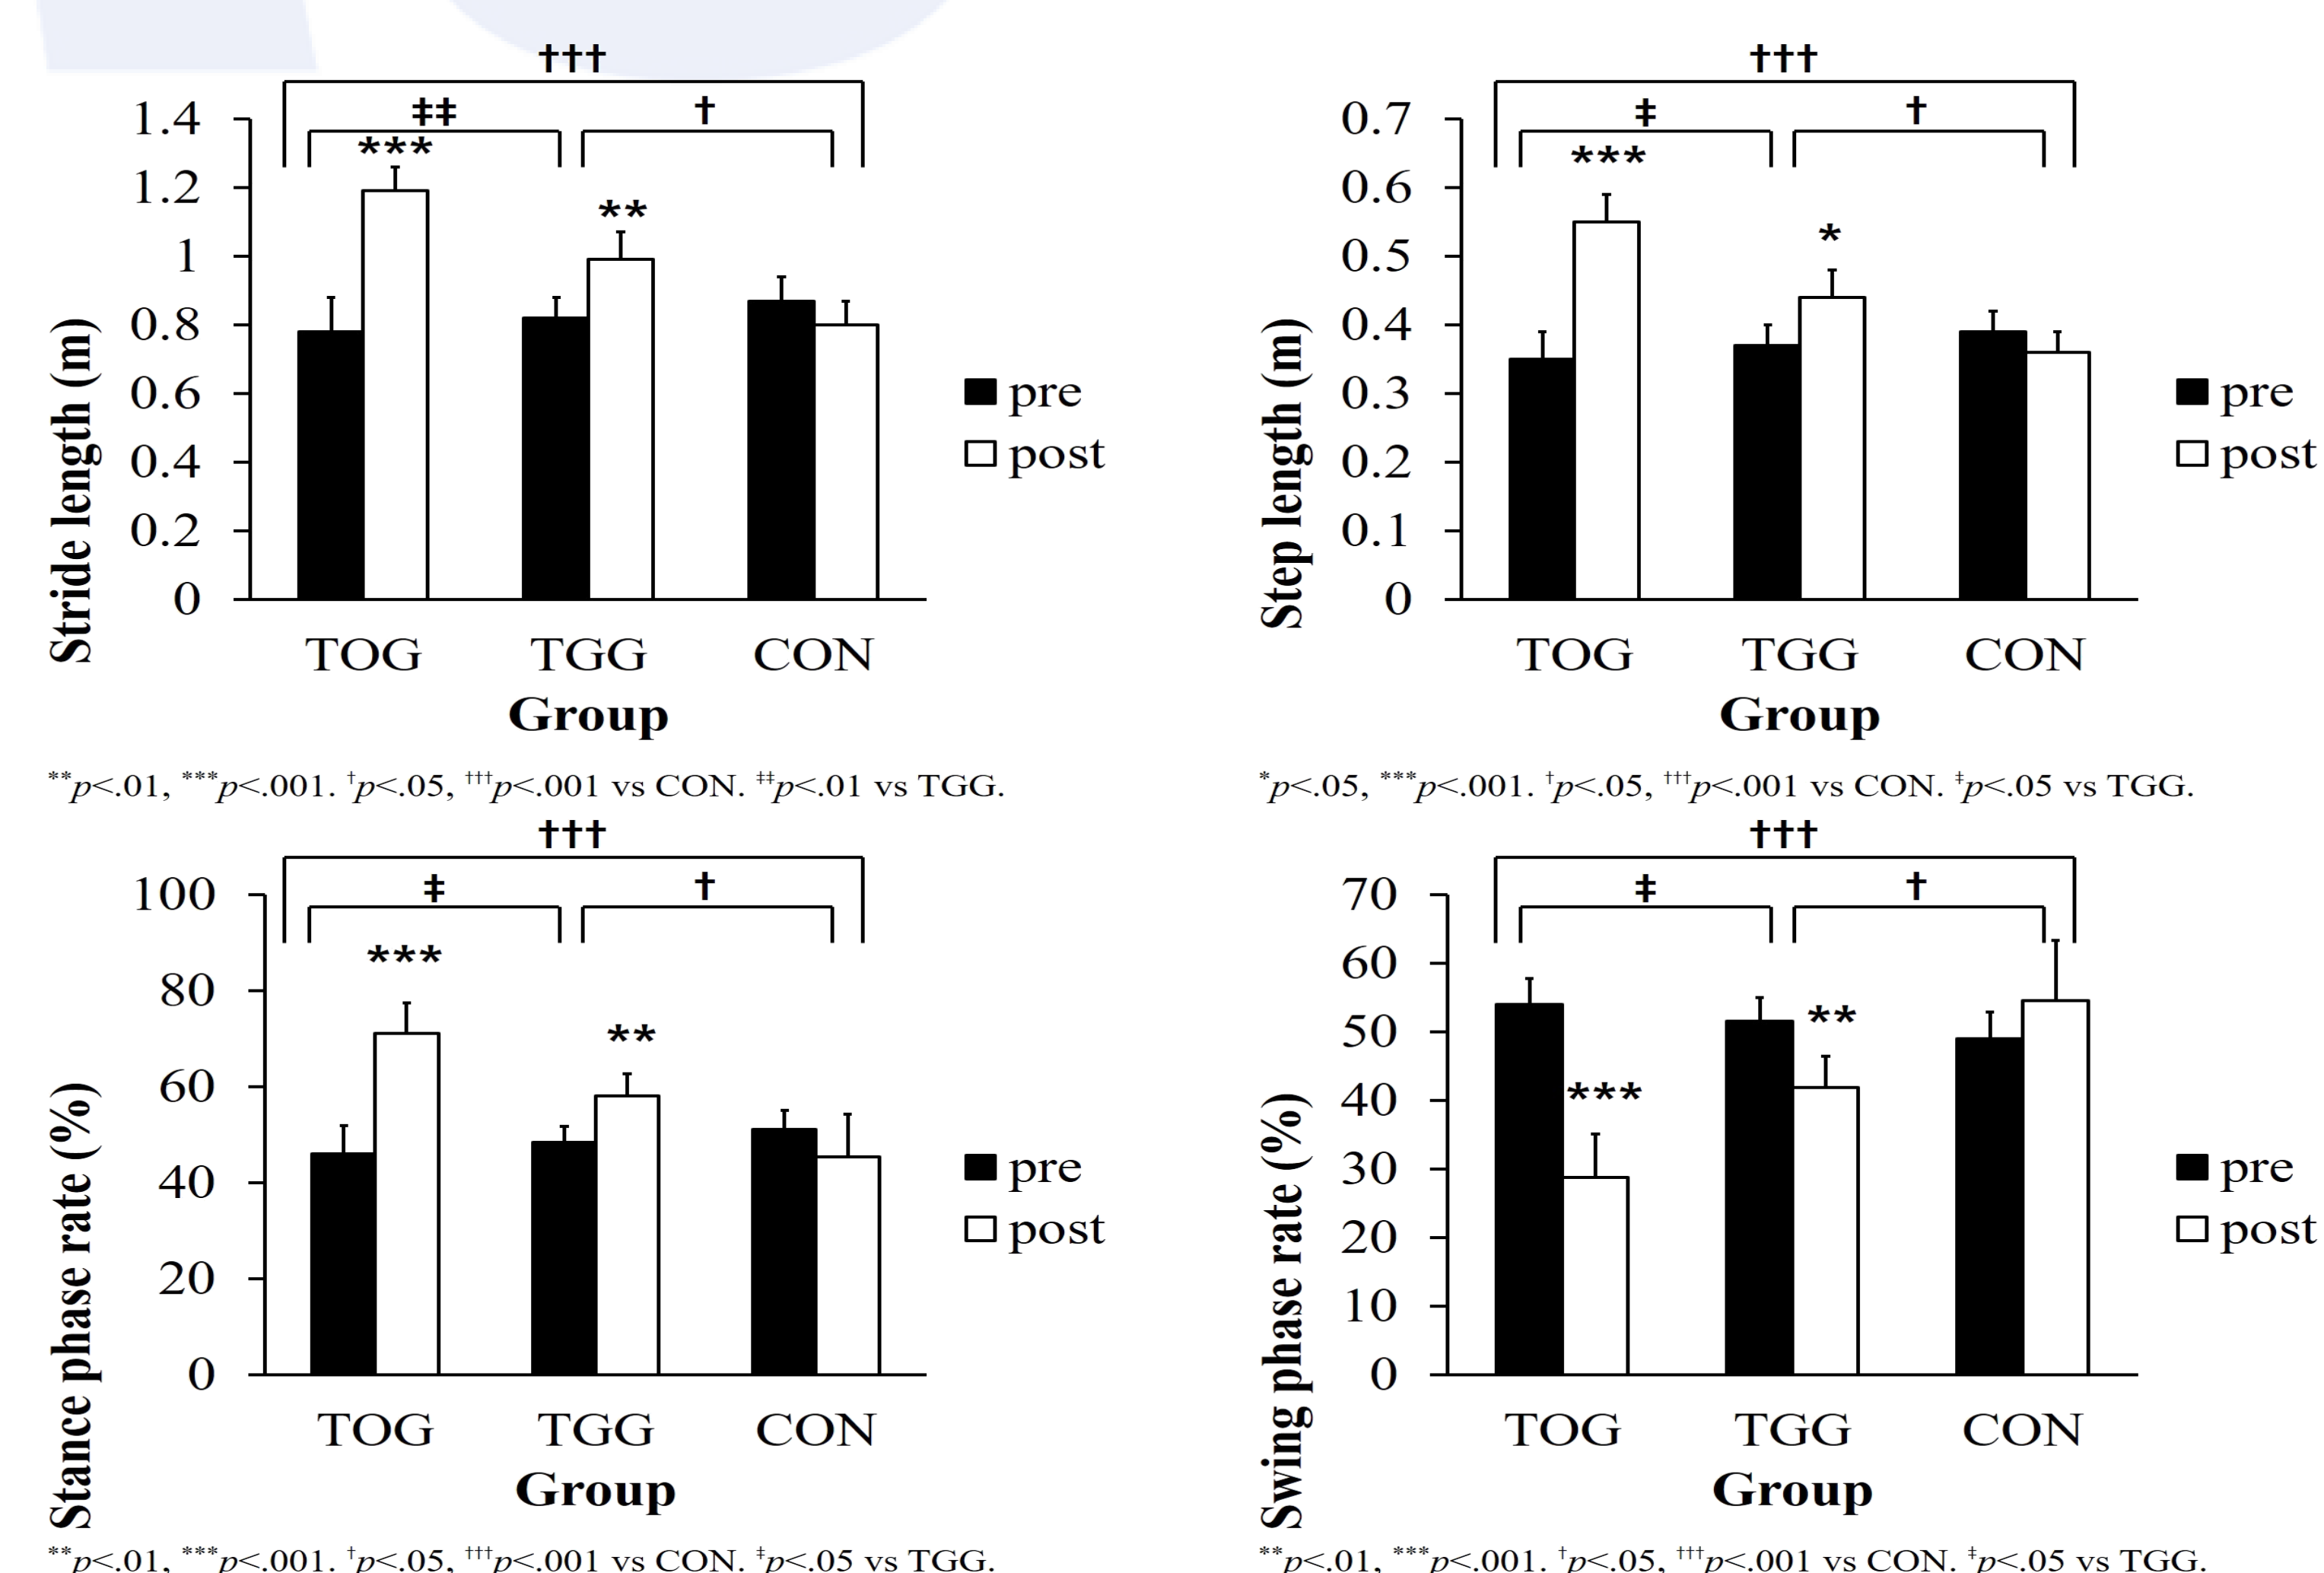 †††
‡‡ †
1.4
1.2
1
0.8
0.6
0.4
0.2
0
***
**
Stride length (m)
pre
post
TOG TGG CON
Group
**p<.01, ***p<.001. †p<.05, †††p<.001 vs CON. ‡‡p<.01 vs TGG.
†††
‡ †
0.7
0.6
0.5
0.4
0.3
0.2
0.1
0
***
*
Step length (m)
pre
post
TOG TGG CON
Group
*p<.05, ***p<.001. †p<.05, †††p<.001 vs CON. ‡p<.05 vs TGG.
†††
‡ †
100
80
60
40
20
0
***
**
Stance phase rate (%)
pre
post
TOG TGG CON
Group
**p<.01, ***p<.001. †p<.05, †††p<.001 vs CON. ‡p<.05 vs TGG.
†††
‡ †
70
60
50
40
30
20
10
0
**
***
Swing phase rate (%)
pre
post
TOG TGG CON
Group
**p<.01, ***p<.001. †p<.05, †††p<.001 vs CON. ‡p<.05 vs TGG.